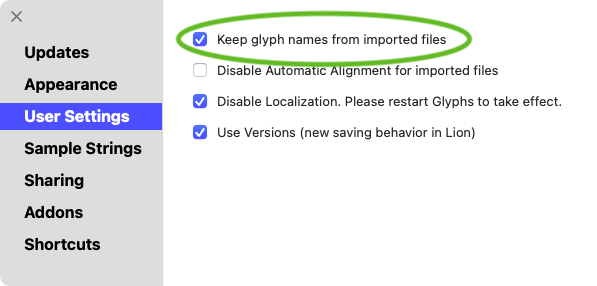 Updates
Appearance
User Settings
Sample Strings
Sharing
Addons
Shortcuts
Keep glyph names from imported files
Disable Automatic Alignment for imported files
Disable Localization. Please restart Glyphs to take effect.
Use Versions (new saving behavior in Lion)